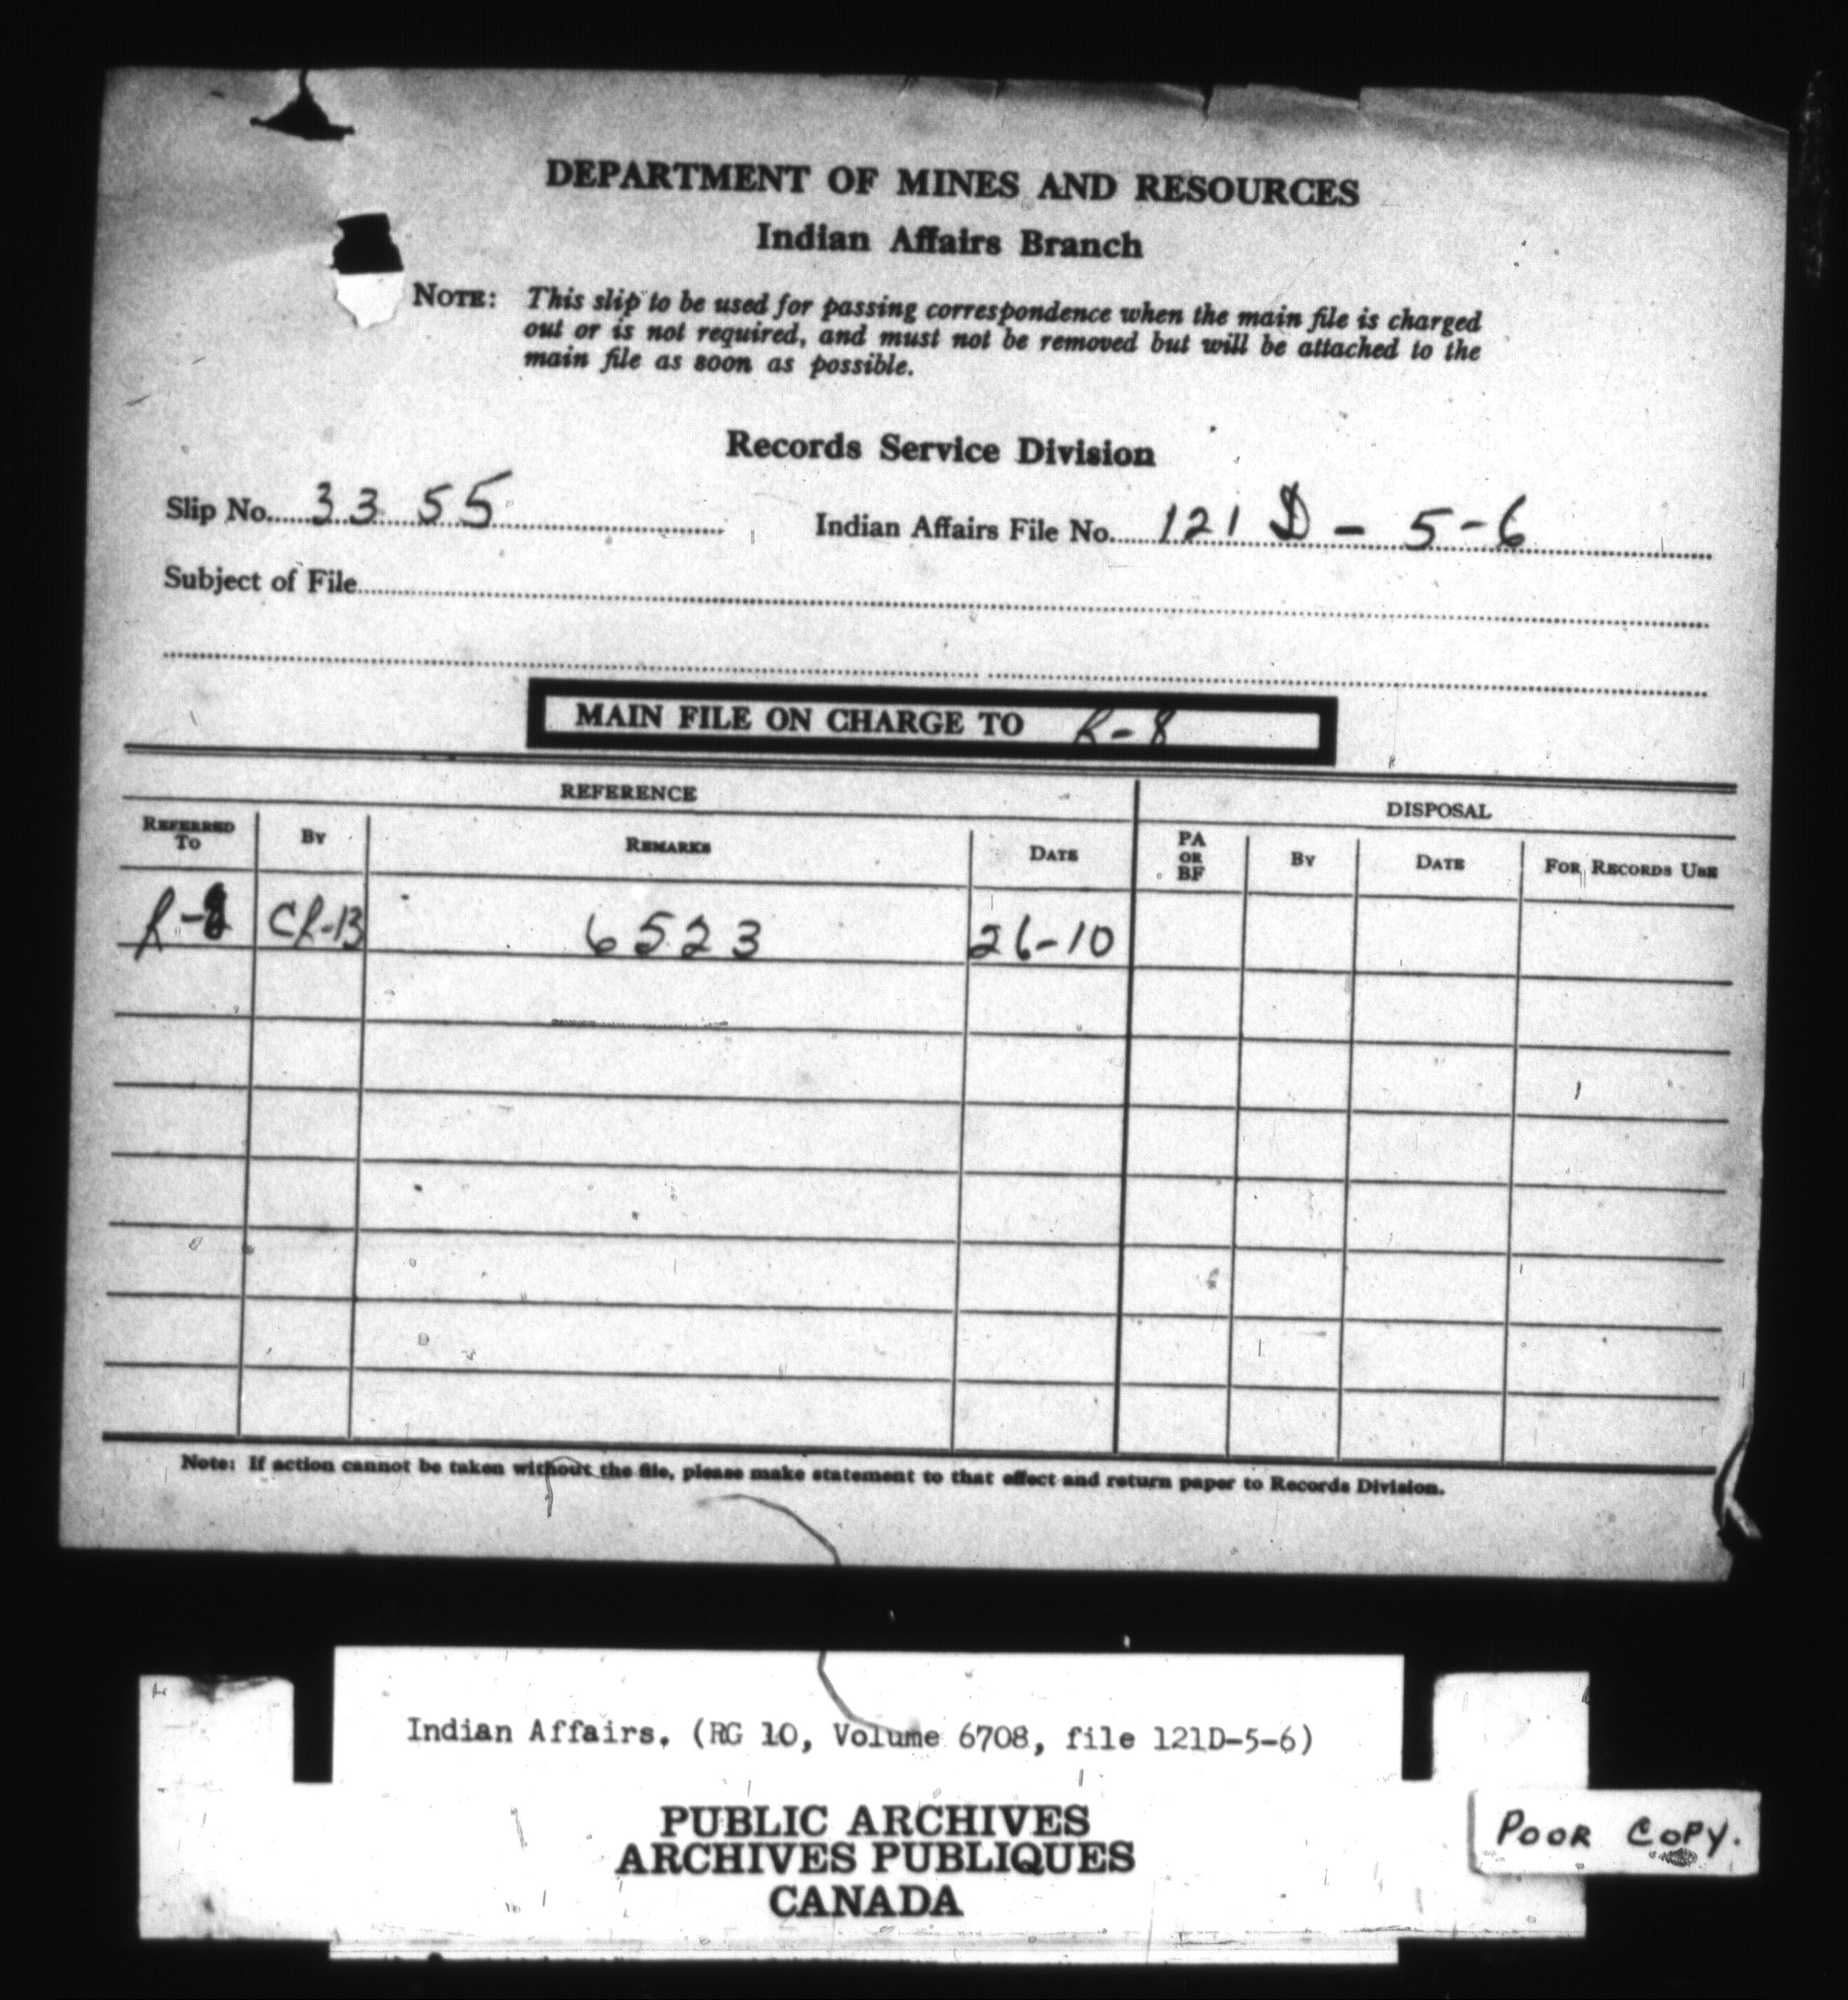 DEPARTMENT OF MINES AND RESOURCES
Indian Affairs Branch
NOTE: This slip to be used for passing correspondence when the main file is charged
out or is not required, and must not be removed but will be attached to the
main file as soon as possible.
Records Service Division
Slip No. 3355 Indian Affairs File No. 121 D - 5-6
Subject of File
MAIN FILE ON CHARGE TO R-8
REFERENCE DISPOSAL
REFERRED TO BY REMARKS DATE PA OR BF BY DATE FOR RECORDS USE
R-8 CR-13 6523 26-10
Note: If action cannot be taken without the file, please make statement to that effect and return paper to Records Division.
Indian Affairs. (RG 10, Volume 6708, file 121D-5-6)
PUBLIC ARCHIVES
ARCHIVES PUBLIQUES
CANADA
POOR COPY.